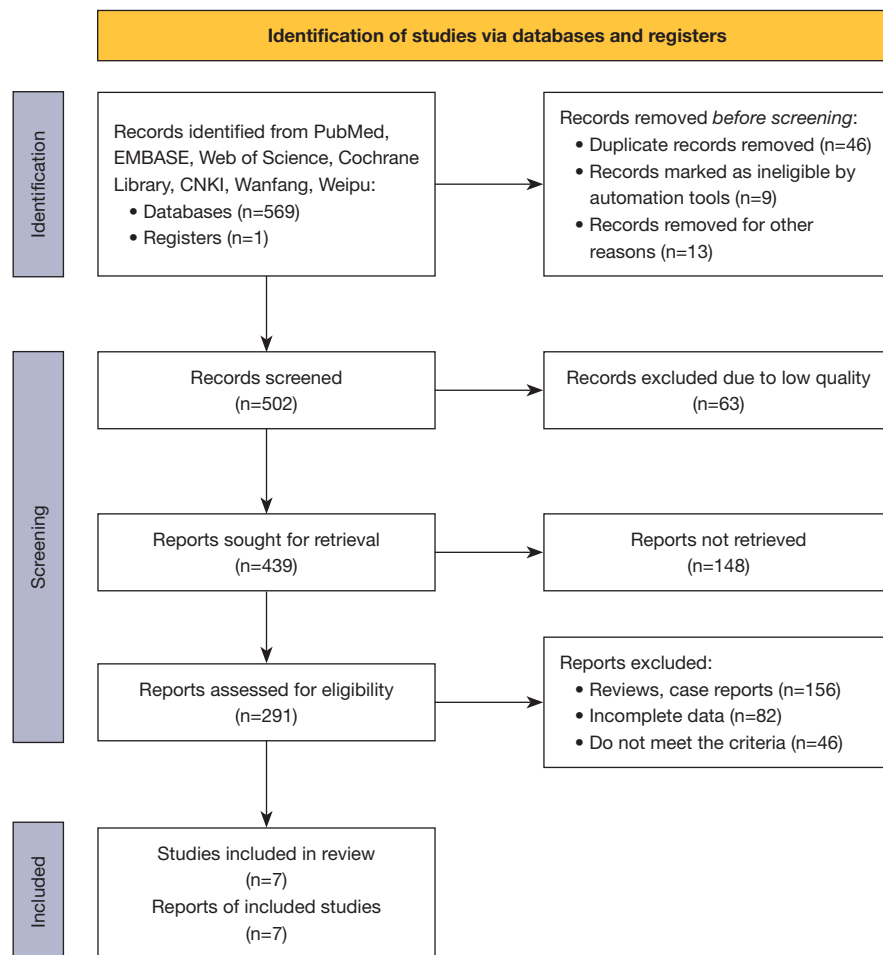 Identification of studies via databases and registers
Identification
Records identified from PubMed,
EMBASE, Web of Science, Cochrane
Library, CNKI, Wanfang, Weipu:
• Databases (n=569)
• Registers (n=1)
Records removed before screening:
• Duplicate records removed (n=46)
• Records marked as ineligible by
automation tools (n=9)
• Records removed for other
reasons (n=13)
Screening
Records screened
(n=502)
Records excluded due to low quality
(n=63)
Reports sought for retrieval
(n=439)
Reports not retrieved
(n=148)
Reports assessed for eligibility
(n=291)
Reports excluded:
• Reviews, case reports (n=156)
• Incomplete data (n=82)
• Do not meet the criteria (n=46)
Included
Studies included in review
(n=7)
Reports of included studies
(n=7)